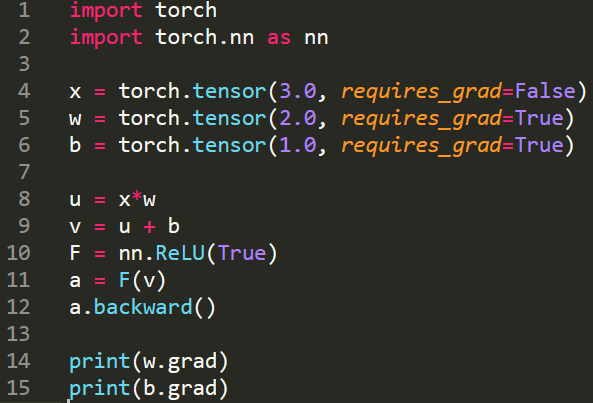 1 import torch
2 import torch.nn as nn
3
4 x = torch.tensor(3.0, requires_grad=False)
5 w = torch.tensor(2.0, requires_grad=True)
6 b = torch.tensor(1.0, requires_grad=True)
7
8 u = x*w
9 v = u + b
10 F = nn.ReLU(True)
11 a = F(v)
12 a.backward()
13
14 print(w.grad)
15 print(b.grad)